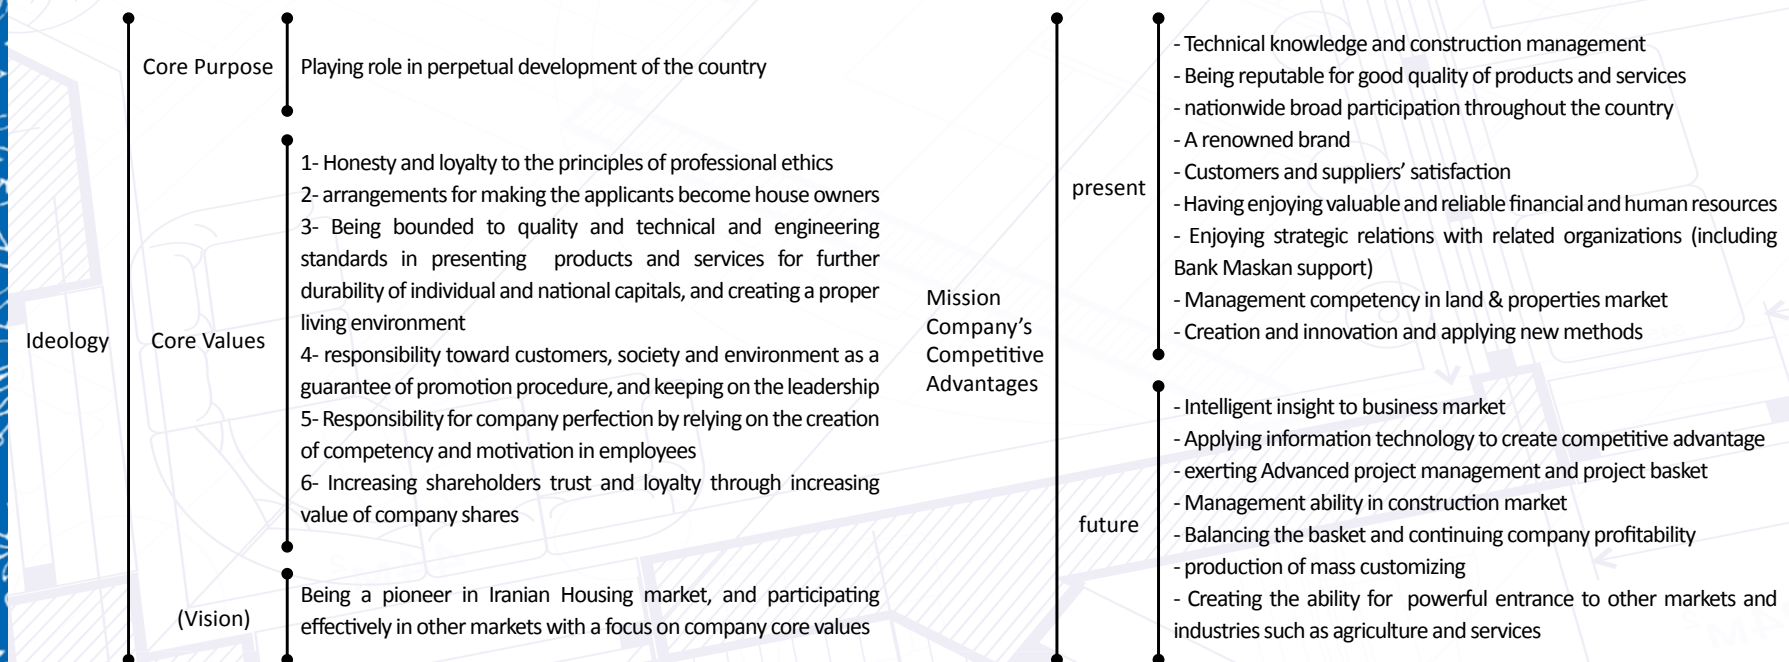 Ideology
Core Purpose
Playing role in perpetual development of the country
Core Values
1- Honesty and loyalty to the principles of professional ethics
2- arrangements for making the applicants become house owners
3- Being bounded to quality and technical and engineering
standards in presenting products and services for further
durability of individual and national capitals, and creating a proper
living environment
4- responsibility toward customers, society and environment as a
guarantee of promotion procedure, and keeping on the leadership
5- Responsibility for company perfection by relying on the creation
of competency and motivation in employees
6- Increasing shareholders trust and loyalty through increasing
value of company shares
(Vision)
Being a pioneer in Iranian Housing market, and participating
effectively in other markets with a focus on company core values
Mission
Company’s
Competitive
Advantages
present
- Technical knowledge and construction management
- Being reputable for good quality of products and services
- nationwide broad participation throughout the country
- A renowned brand
- Customers and suppliers’ satisfaction
- Having enjoying valuable and reliable financial and human resources
- Enjoying strategic relations with related organizations (including
Bank Maskan support)
- Management competency in land & properties market
- Creation and innovation and applying new methods
future
- Intelligent insight to business market
- Applying information technology to create competitive advantage
- exerting Advanced project management and project basket
- Management ability in construction market
- Balancing the basket and continuing company profitability
- production of mass customizing
- Creating the ability for powerful entrance to other markets and
industries such as agriculture and services